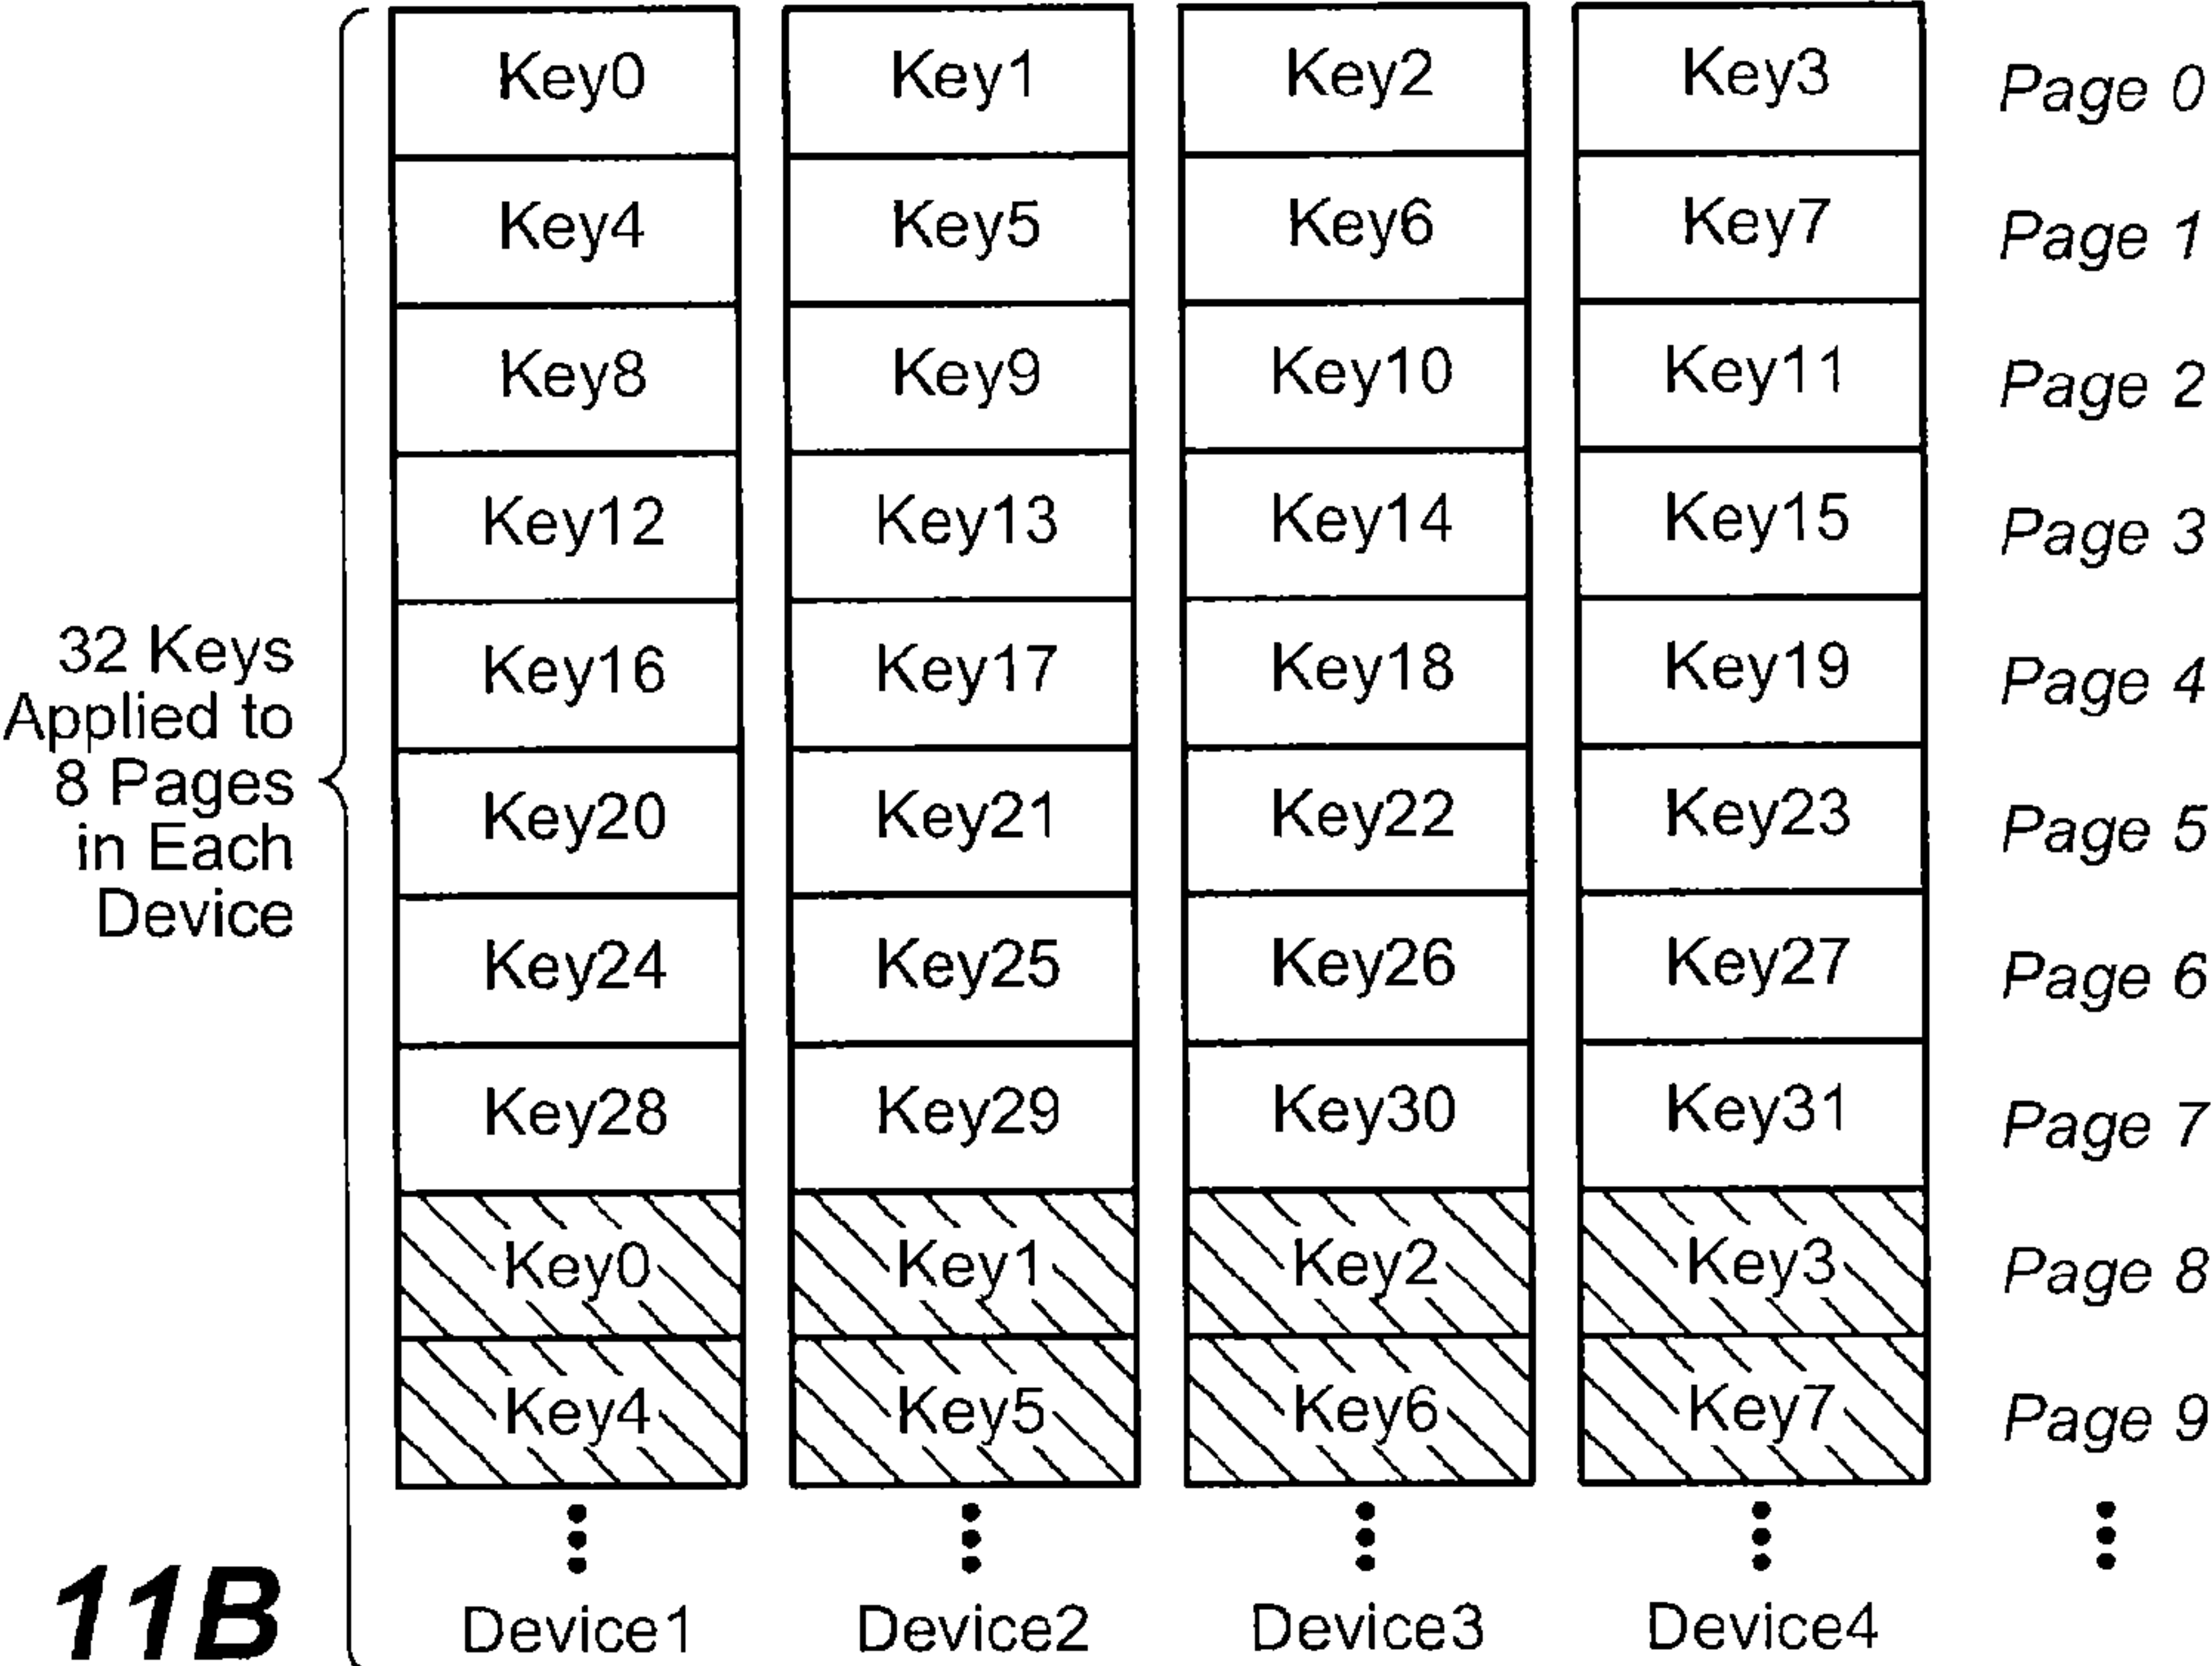 Key0 Key1 Key2 Key3 Page 0
Key4 Key5 Key6 Key7 Page 1
Key8 Key9 Key10 Key11 Page 2
Key12 Key13 Key14 Key15 Page 3
Key16 Key17 Key18 Key19 Page 4
Key20 Key21 Key22 Key23 Page 5
Key24 Key25 Key26 Key27 Page 6
Key28 Key29 Key30 Key31 Page 7
Key0 Key1 Key2 Key3 Page 8
Key4 Key5 Key6 Key7 Page 9
32 Keys
Applied to
8 Pages
in Each
Device
Device1 Device2 Device3 Device4
11B